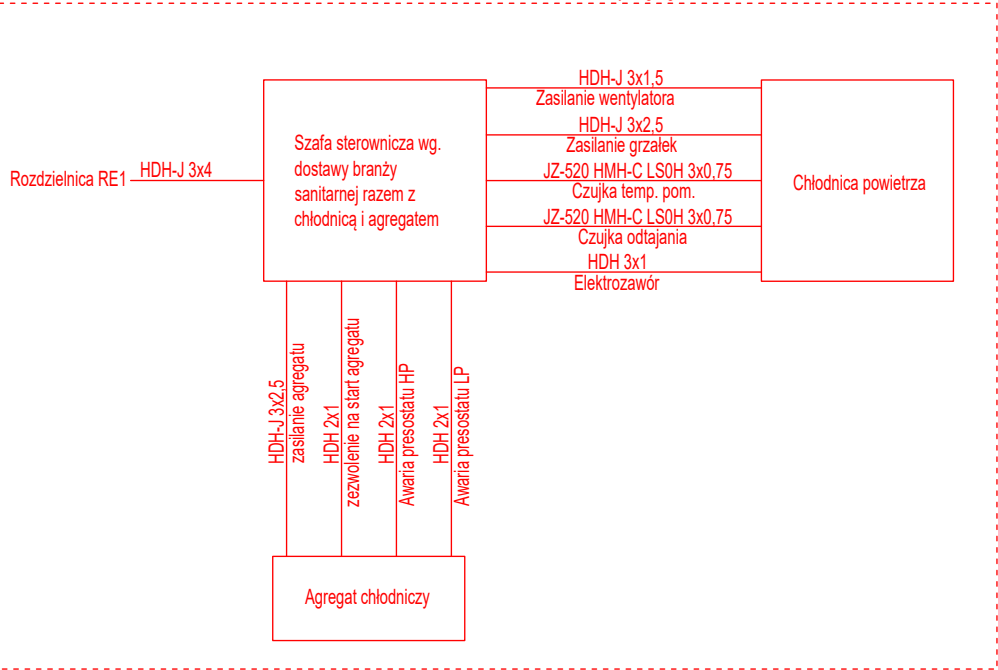 Rozdzielnica RE1
HDH-J 3x4
Szafa sterownicza wg.
dostawy branży
sanitarnej razem z
chłodnicą i agregatem
HDH-J 3x1,5
Zasilanie wentylatora
HDH-J 3x2,5
Zasilanie grzałek
JZ-520 HMH-C LS0H 3x0,75
Czujka temp. pom.
JZ-520 HMH-C LS0H 3x0,75
Czujka odtajania
HDH 3x1
Elektrozawór
Chłodnica powietrza
HDH-J 3x2,5
zasilanie agregatu
HDH 2x1
zezwolenie na start agregatu
HDH 2x1
Awaria presostatu HP
HDH 2x1
Awaria presostatu LP
Agregat chłodniczy